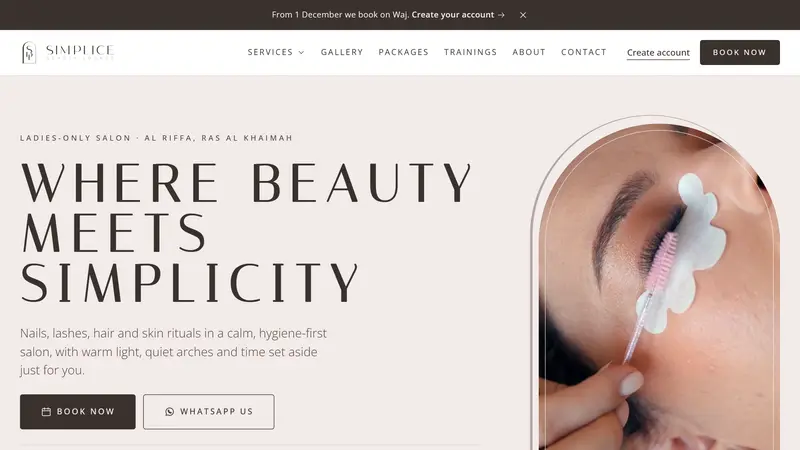 From 1 December we book on Waj. Create your account →
SIMPLICE
SERVICES GALLERY PACKAGES TRAININGS ABOUT CONTACT Create account BOOK NOW
LADIES-ONLY SALON · AL RIFFA, RAS AL KHAIMAH
WHERE BEAUTY
MEETS
SIMPLICITY
Nails, lashes, hair and skin rituals in a calm, hygiene-first
salon, with warm light, quiet arches and time set aside
just for you.
BOOK NOW WHATSAPP US